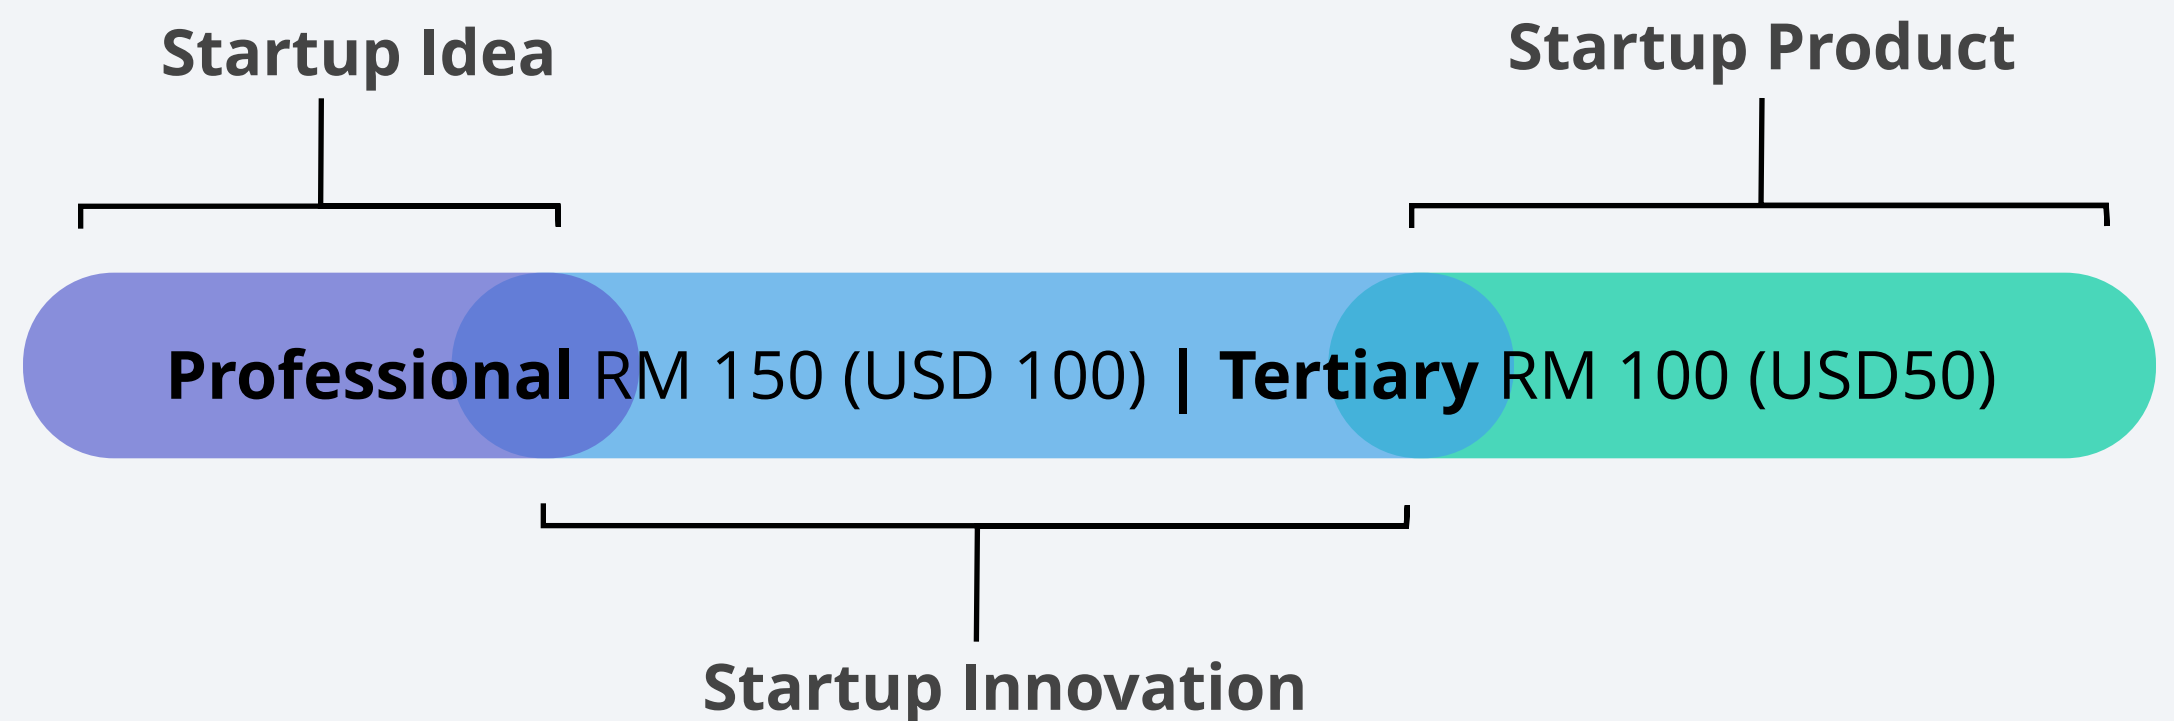 Startup Idea
Startup Product
Professional RM 150 (USD 100) | Tertiary RM 100 (USD50)
Startup Innovation